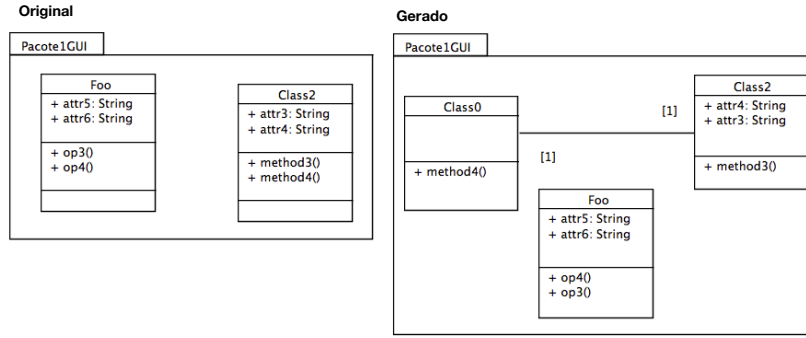 Original
Pacote1GUI
Foo
+ attr5: String
+ attr6: String
+ op3()
+ op4()
Class2
+ attr3: String
+ attr4: String
+ method3()
+ method4()
Gerado
Pacote1GUI
Class0
+ method4()
[1]
[1]
Class2
+ attr4: String
+ attr3: String
+ method3()
Foo
+ attr5: String
+ attr6: String
+ op4()
+ op3()